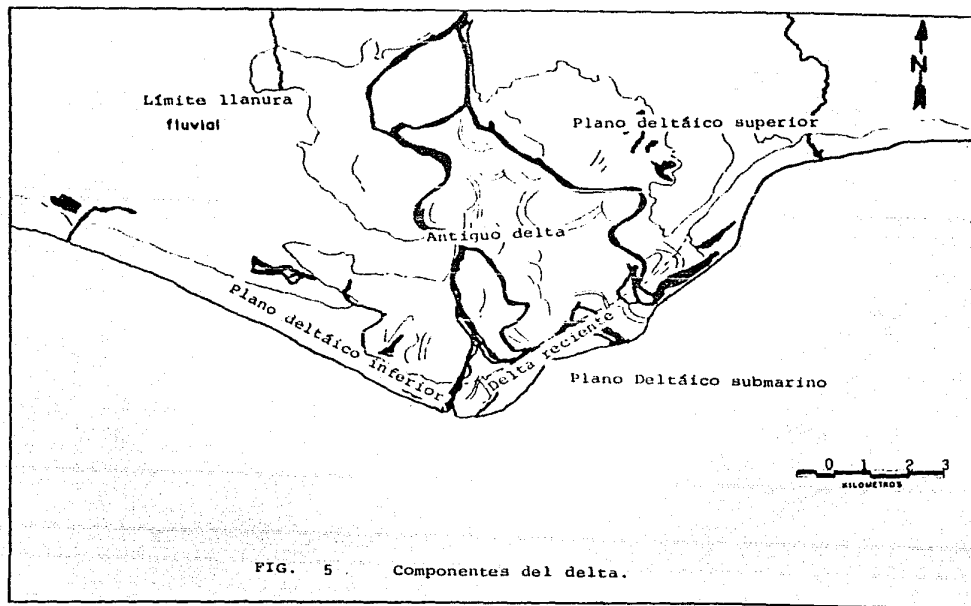 N
Límite llanura
fluvial
Plano deltáico superior
Antiguo delta
Plano deltáico inferior
Delta reciente
Plano Deltáico submarino
0 1 2 3
KILOMETROS
FIG. 5 Componentes del delta.